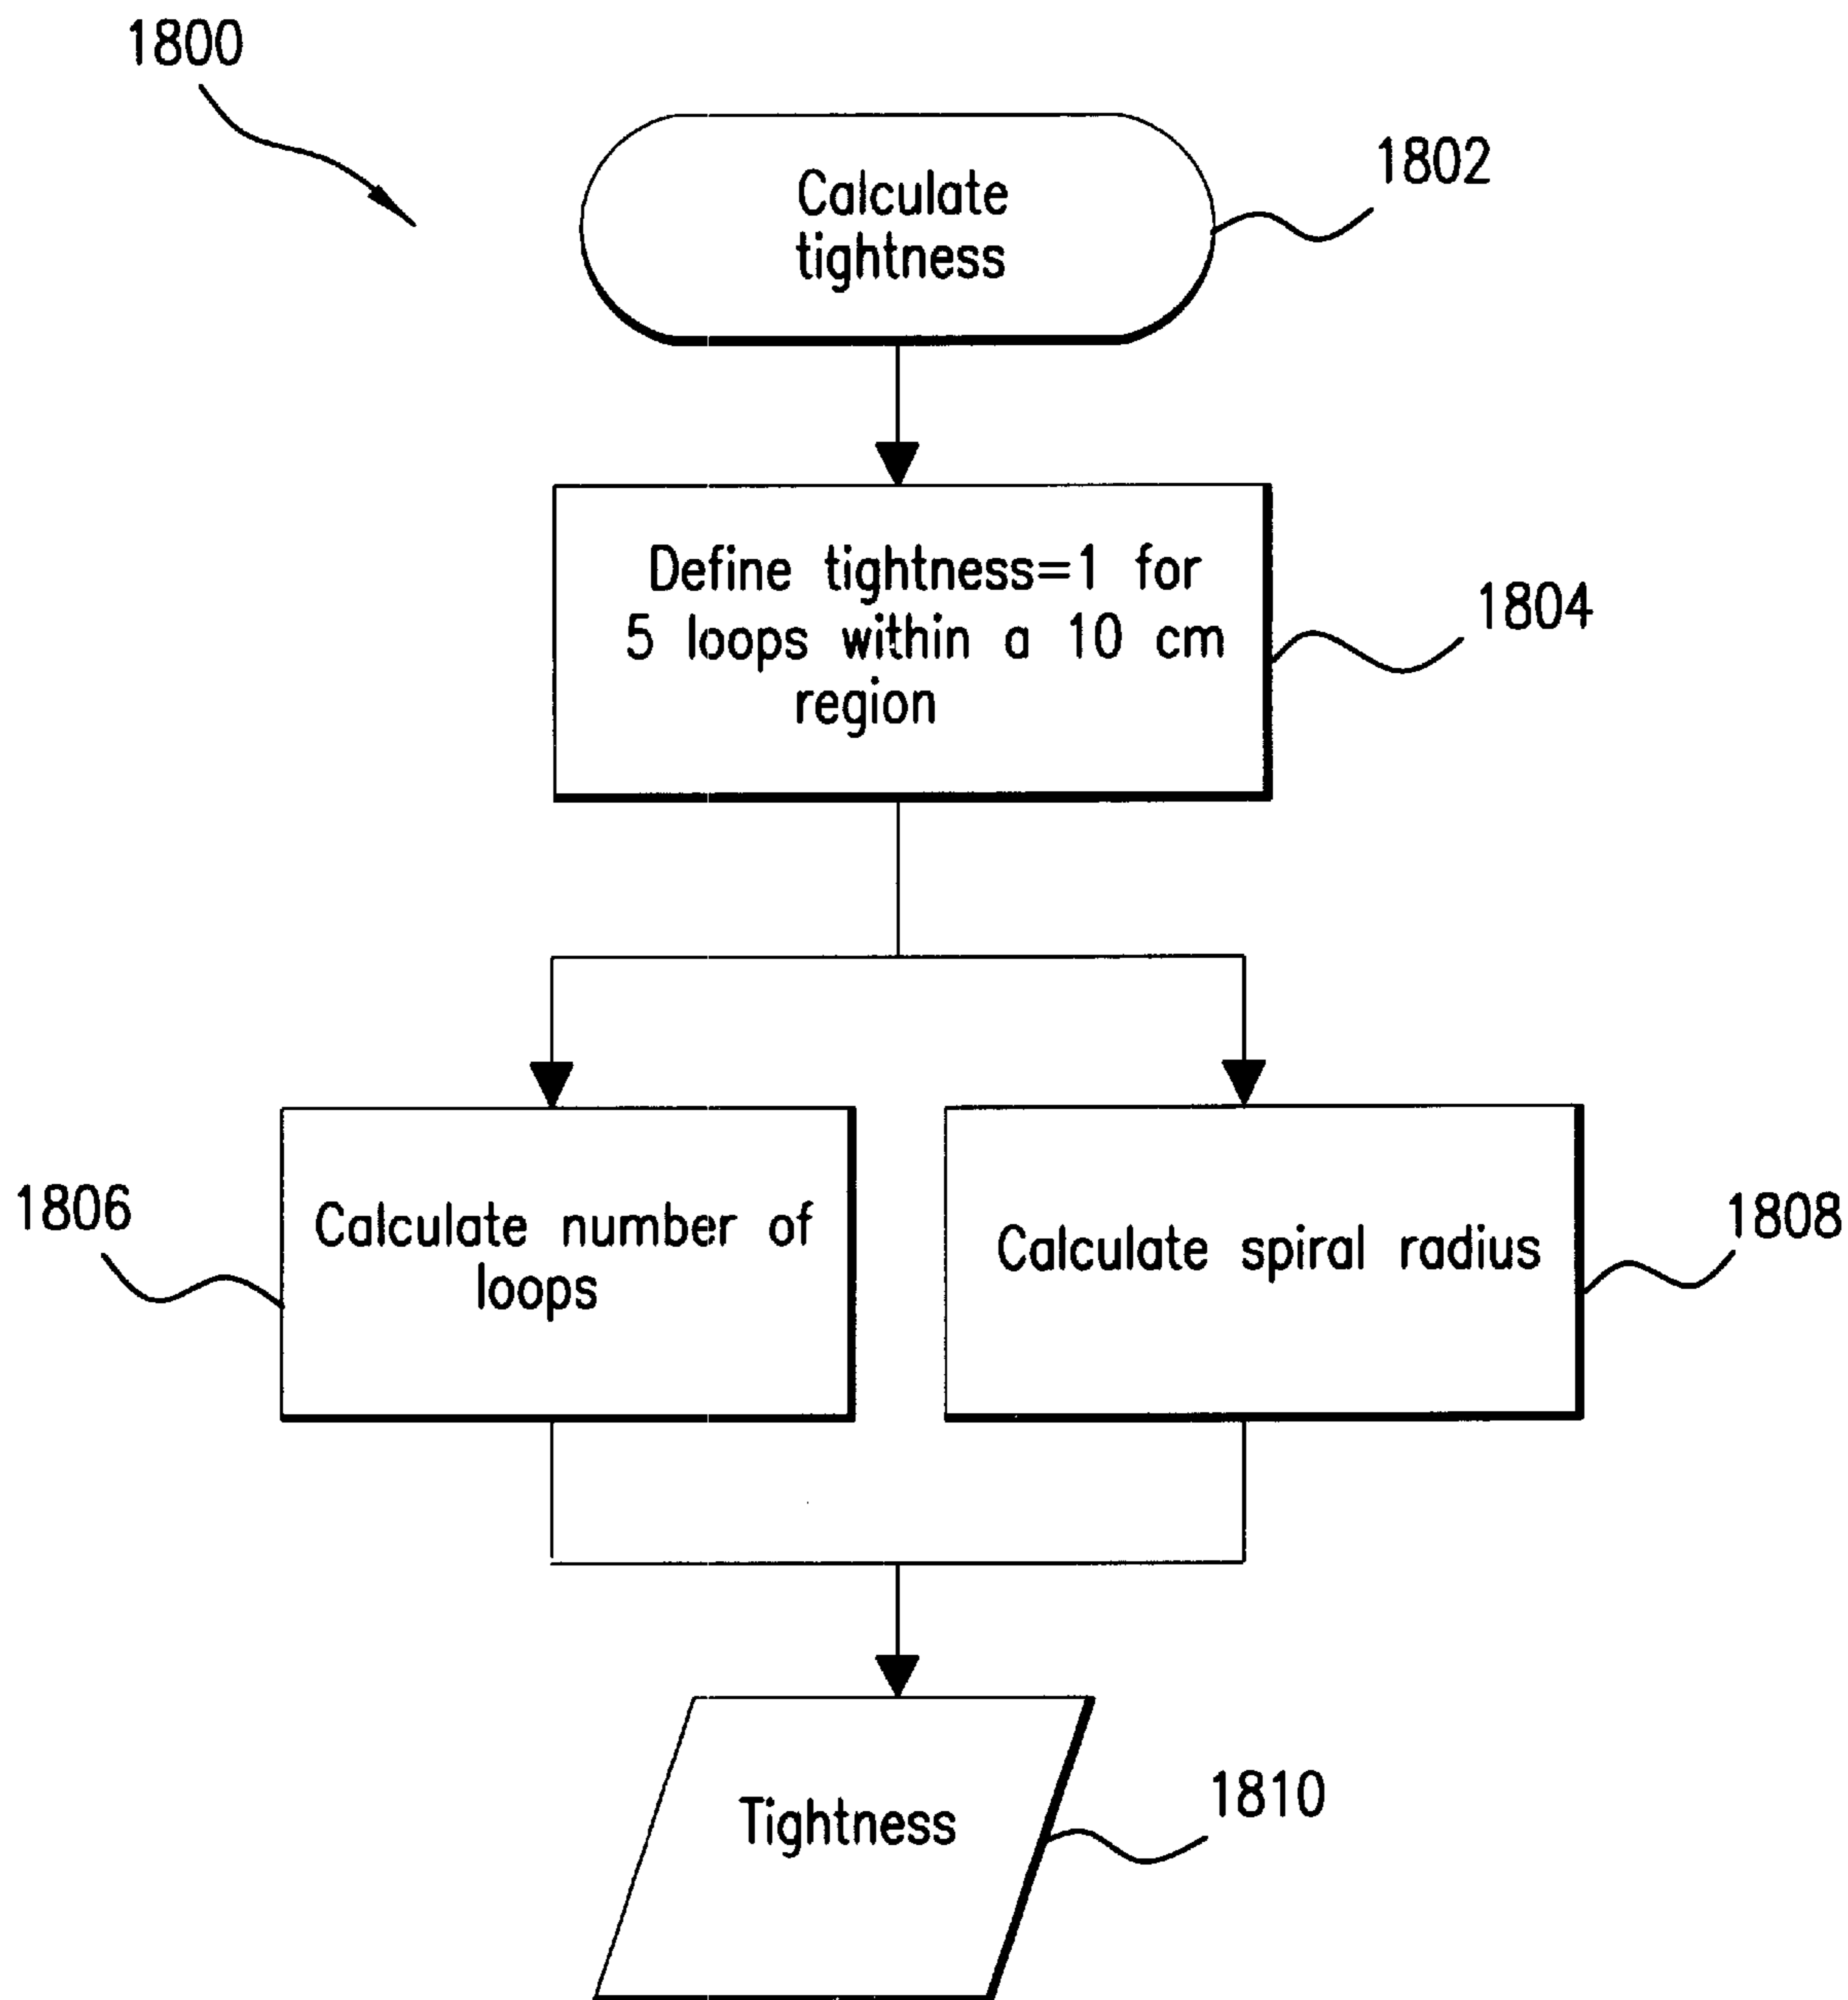 1800
Calculate
tightness
1802
Define tightness=1 for
5 loops within a 10 cm
region
1804
Calculate number of
loops
1806
Calculate spiral radius
1808
Tightness
1810